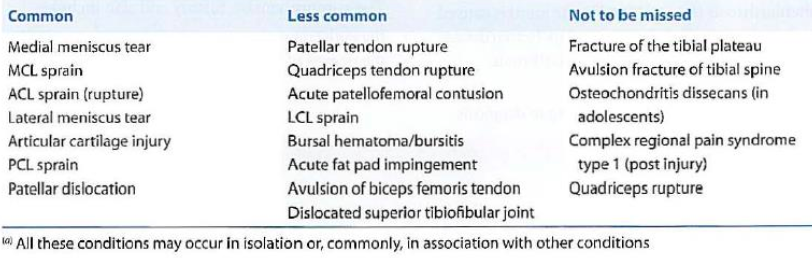 Common Less common Not to be missed
Medial meniscus tear Patellar tendon rupture Fracture of the tibial plateau
MCL sprain Quadriceps tendon rupture Avulsion fracture of tibial spine
ACL sprain (rupture) Acute patellofemoral contusion Osteochondritis dissecans (in
Lateral meniscus tear LCL sprain adolescents)
Articular cartilage injury Bursal hematoma/bursitis Complex regional pain syndrome
PCL sprain Acute fat pad impingement type 1 (post injury)
Patellar dislocation Avulsion of biceps femoris tendon Quadriceps rupture
Dislocated superior tibiofibular joint
(a) All these conditions may occur in isolation or, commonly, in association with other conditions